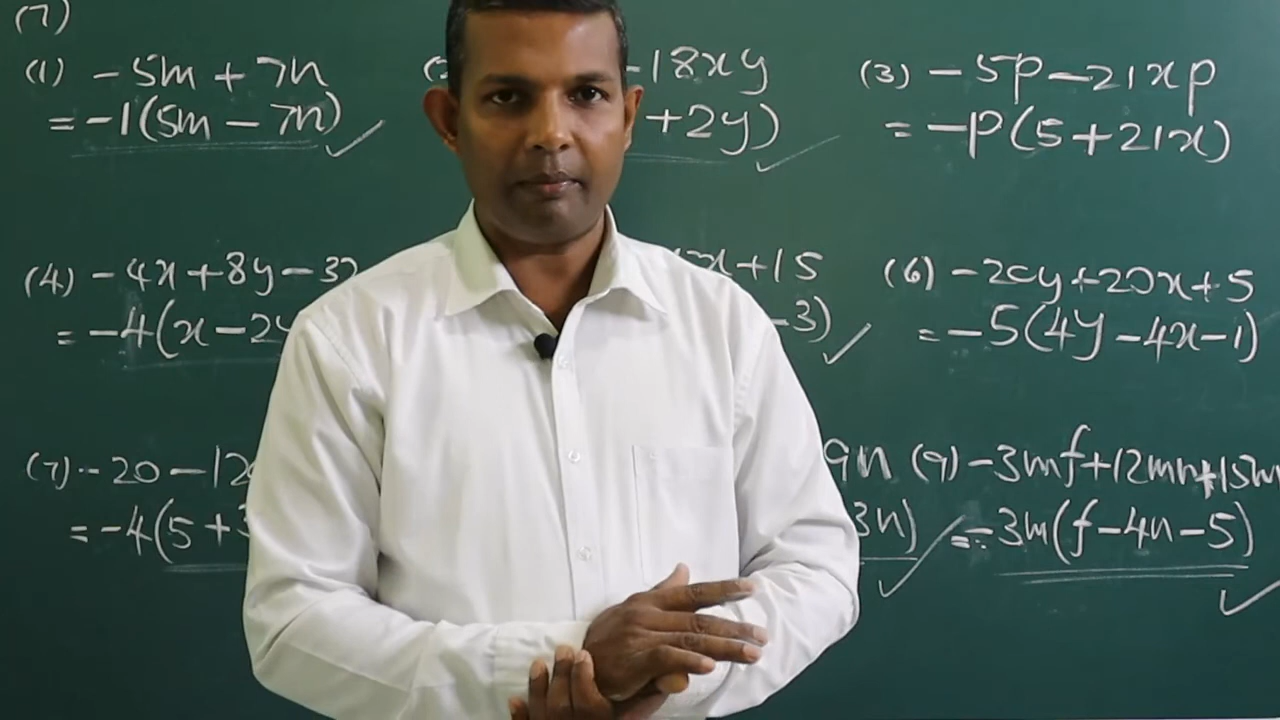 (7)
(1) -5m+7n
=-1(5m-7n)
-18xy
+2y)
(3) -5p-21xp
=-p(5+21x)
(4) -4x+8y-32
=-4(x-2y
x+15
-3)
(6) -20y+20x+5
=-5(4y-4x-1)
(7) -20-12
=-4(5+3
9n
3n)
(9) -3mf+12mn+15m
=-3m(f-4n-5)